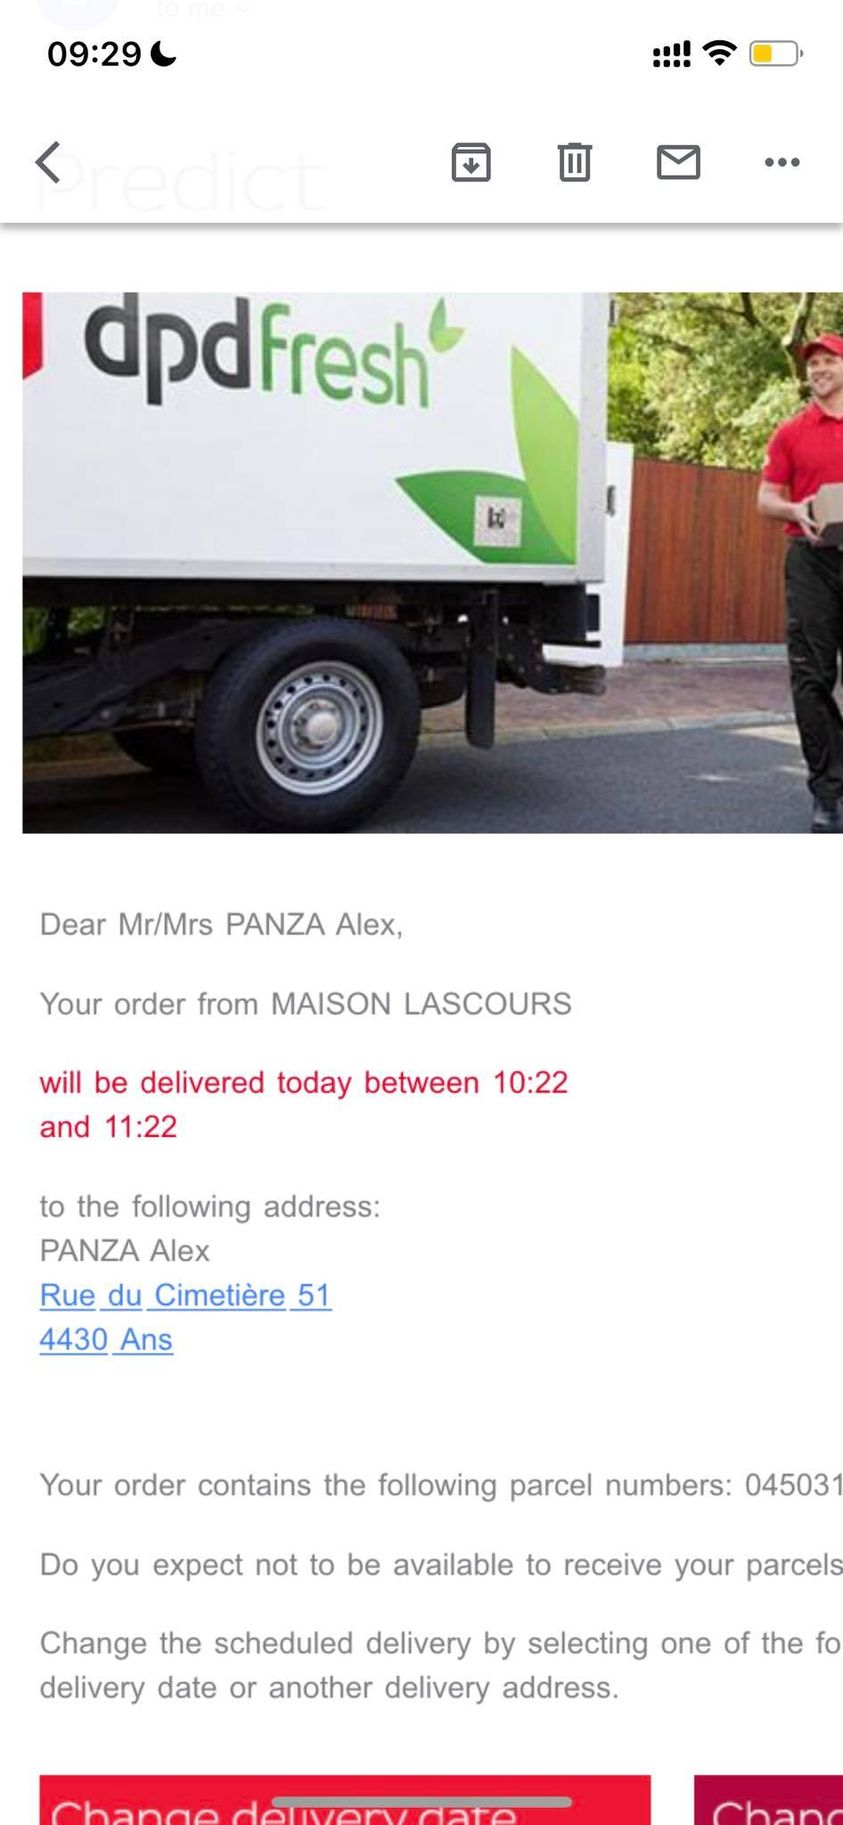 to me
09:29
Predict
dpdfresh
Dear Mr/Mrs PANZA Alex,
Your order from MAISON LASCOURS
will be delivered today between 10:22
and 11:22
to the following address:
PANZA Alex
Rue du Cimetière 51
4430 Ans
Your order contains the following parcel numbers: 045031
Do you expect not to be available to receive your parcels
Change the scheduled delivery by selecting one of the fo
delivery date or another delivery address.
Change delivery date
Chang